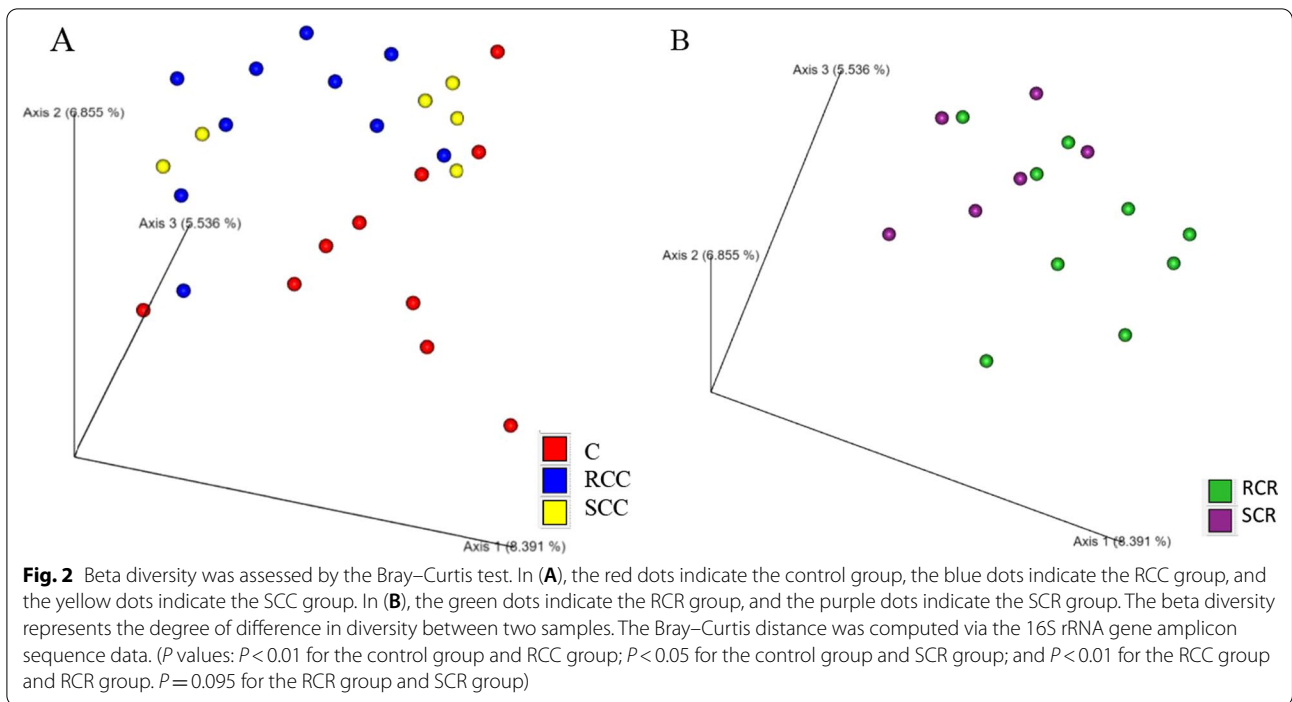 A
B
Axis 3 (5.536 %)
Axis 2 (6.855 %)
Axis 3 (5.536 %)
Axis 2 (6.855 %)
C
RCC
SCC
RCR
SCR
Axis 1 (8.391 %)
Axis 1 (8.391 %)
Fig. 2 Beta diversity was assessed by the Bray–Curtis test. In (A), the red dots indicate the control group, the blue dots indicate the RCC group, and
the yellow dots indicate the SCC group. In (B), the green dots indicate the RCR group, and the purple dots indicate the SCR group. The beta diversity
represents the degree of difference in diversity between two samples. The Bray–Curtis distance was computed via the 16S rRNA gene amplicon
sequence data. (P values: P < 0.01 for the control group and RCC group; P < 0.05 for the control group and SCR group; and P < 0.01 for the RCC group
and RCR group. P = 0.095 for the RCR group and SCR group)